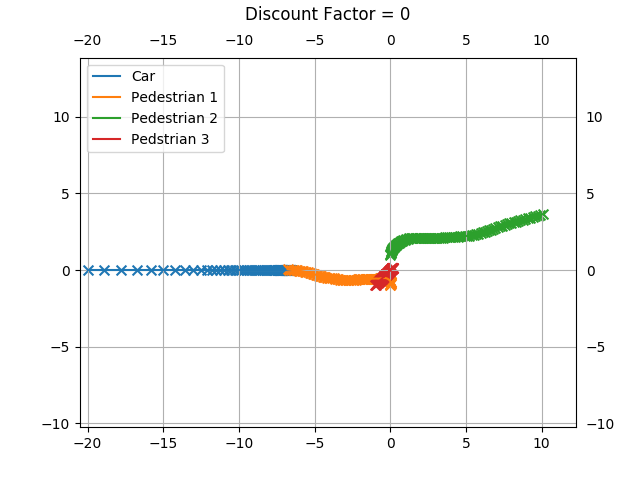 Discount Factor = 0
−20 −15 −10 −5 0 5 10
Car
Pedestrian 1
Pedestrian 2
Pedstrian 3
10 10
5 5
0 0
−5 −5
−10 −10
−20 −15 −10 −5 0 5 10